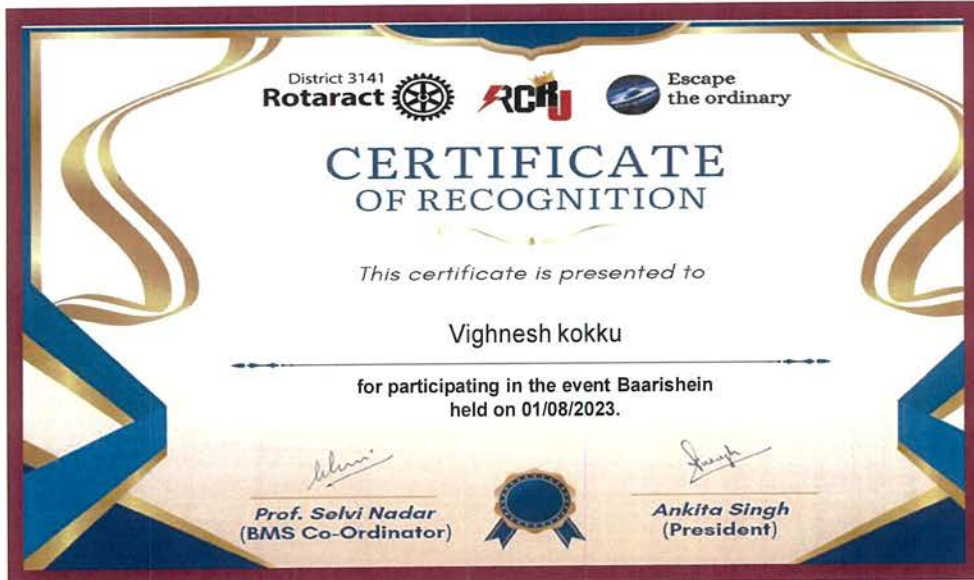 District 3141
Rotaract
RCRJ
Escape
the ordinary
CERTIFICATE
OF RECOGNITION
This certificate is presented to
Vighnesh kokku
for participating in the event Baarishein
held on 01/08/2023.
Prof. Selvi Nadar
(BMS Co-Ordinator)
Ankita Singh
(President)